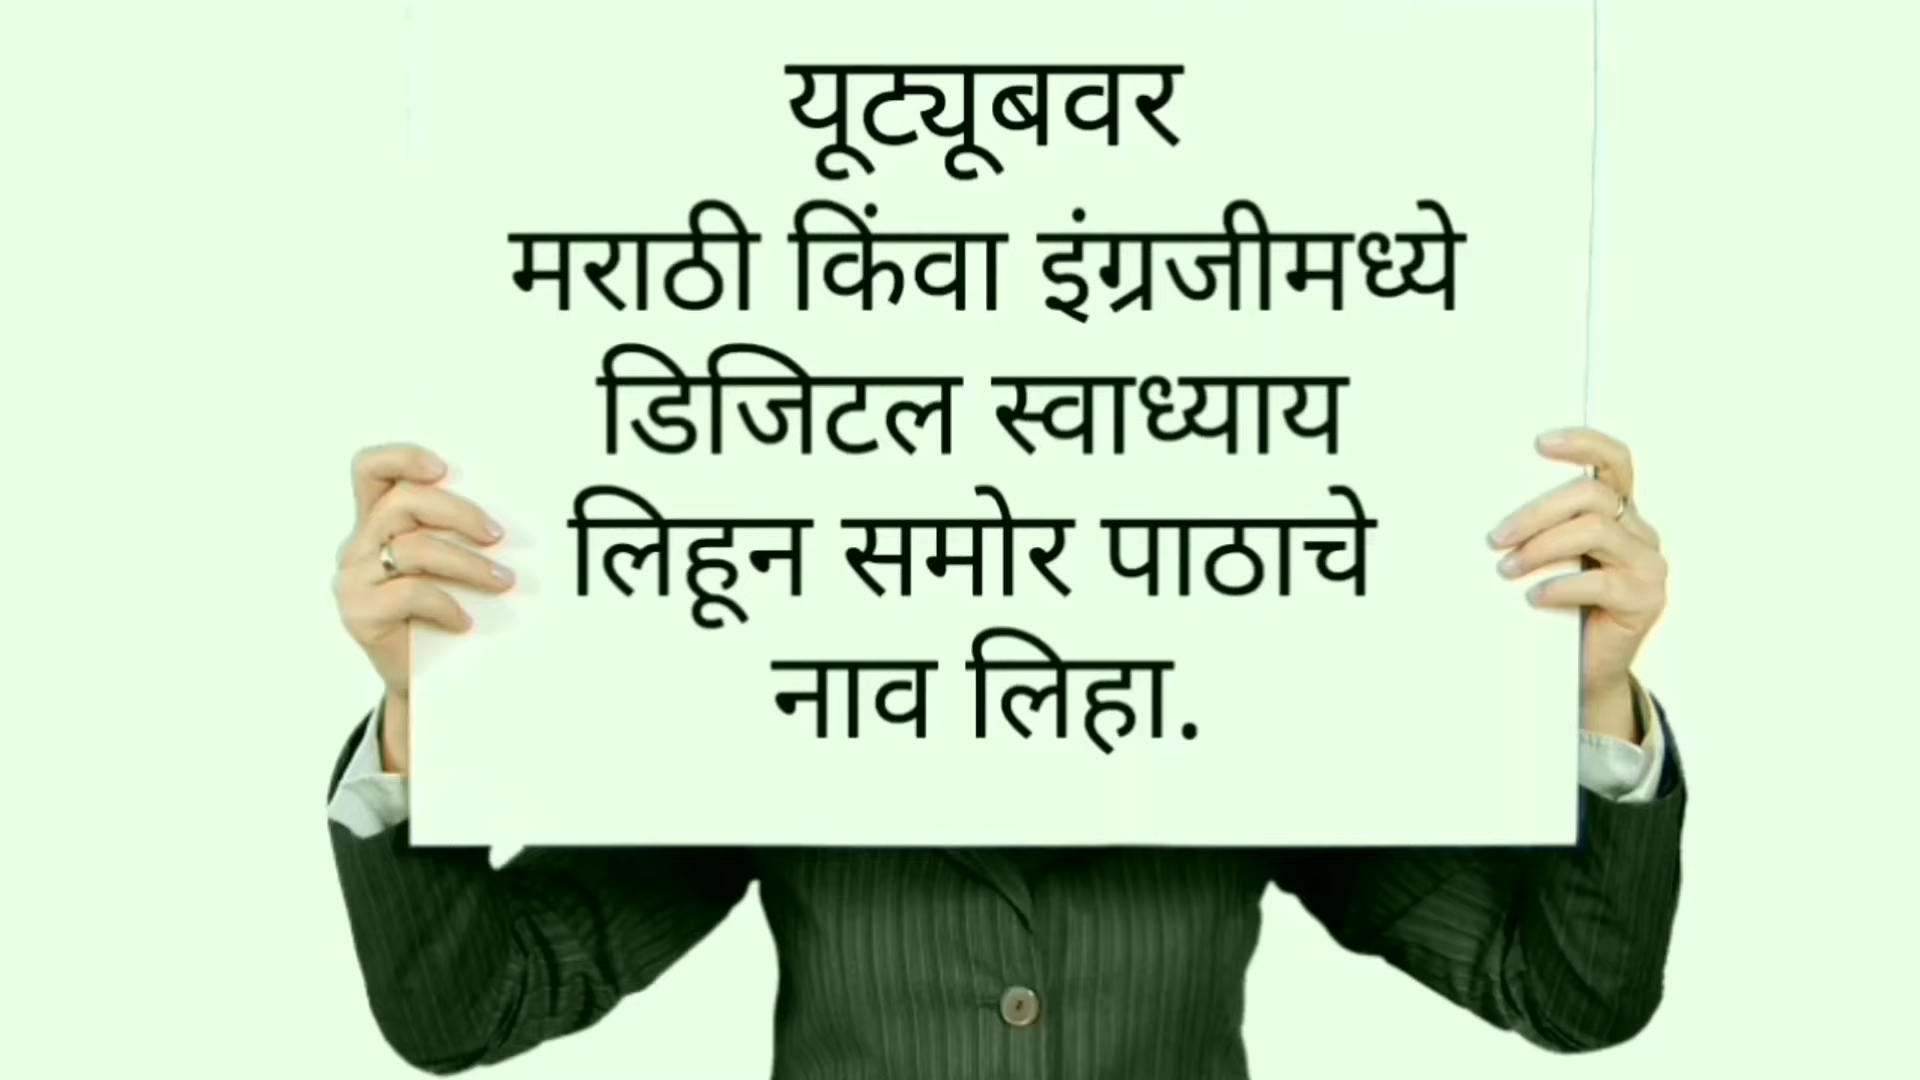 यूट्यूबवर
मराठी किंवा इंग्रजीमध्ये
डिजिटल स्वाध्याय
लिहून समोर पाठाचे
नाव लिहा.